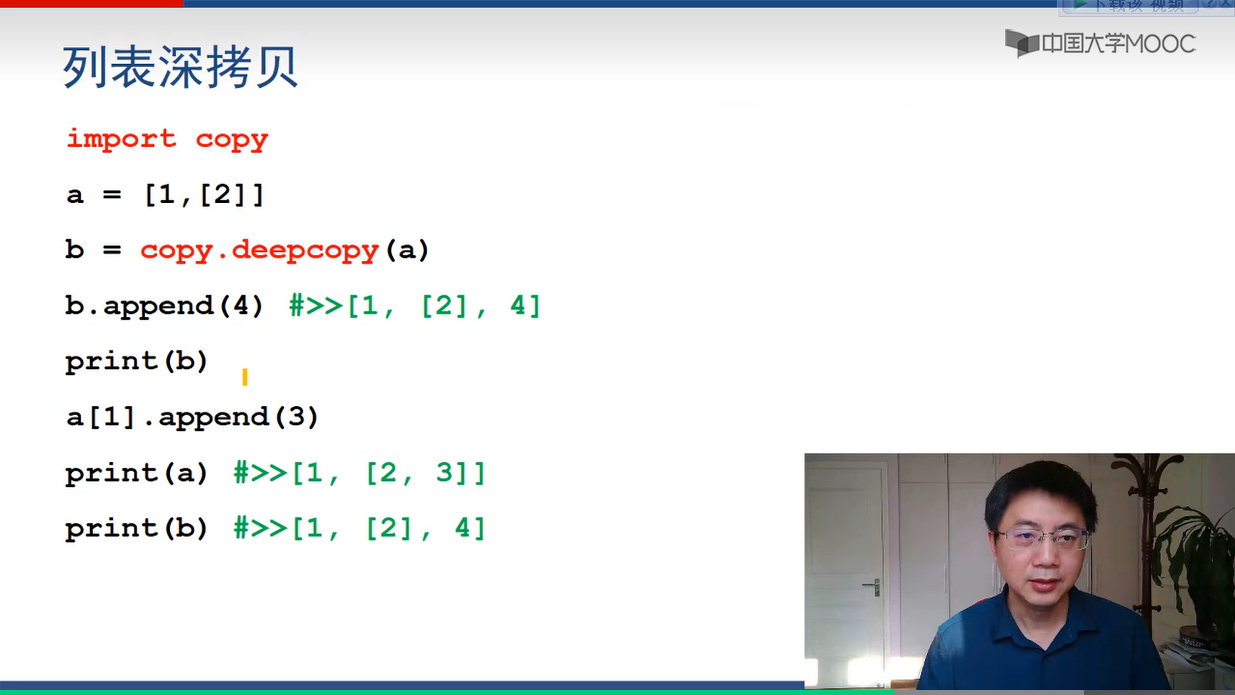 下载该视频
列表深拷贝
中国大学MOOC
import copy
a = [1,[2]]
b = copy.deepcopy(a)
b.append(4) #>>[1, [2], 4]
print(b)
a[1].append(3)
print(a) #>>[1, [2, 3]]
print(b) #>>[1, [2], 4]